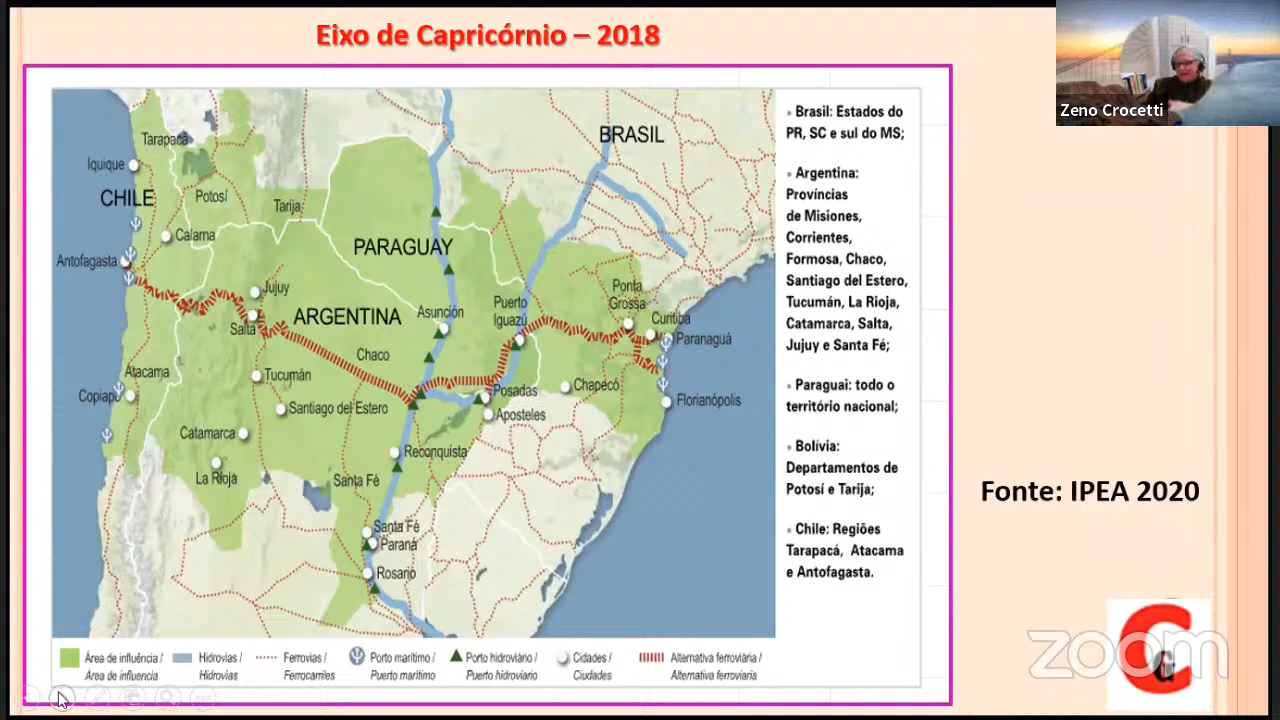 Eixo de Capricórnio – 2018
Zeno Crocetti
BRASIL
Tarapacá
Iquique
CHILE
Potosí
Tarija
Calama
PARAGUAY
Antofagasta
Jujuy
Ponta
Grossa
Puerto
Iguazú
Asunción
Salta
ARGENTINA
Curitiba
Paranaguá
Chaco
Atacama
Tucumán
Chapecó
Copiapó
Posadas
Florianópolis
Santiago del Estero
Aposteles
Catamarca
Reconquista
La Rioja
Santa Fé
Santa Fé
Paraná
Rosario
Brasil: Estados do
PR, SC e sul do MS;
Argentina:
Províncias
de Misiones,
Corrientes,
Formosa, Chaco,
Santiago del Estero,
Tucumán, La Rioja,
Catamarca, Salta,
Jujuy e Santa Fé;
Paraguai: todo o
território nacional;
Bolívia:
Departamentos de
Potosí e Tarija;
Chile: Regiões
Tarapacá, Atacama
e Antofagasta.
Fonte: IPEA 2020
Área de influência /
Área de influencia
Hidrovias /
Hidrovias
Ferrovias /
Ferrocarriles
Porto marítimo /
Puerto marítimo
Porto hidroviário /
Puerto hidroviario
Cidades /
Ciudades
Alternativa ferroviária /
Alternativa ferroviaria
zoom
G
d